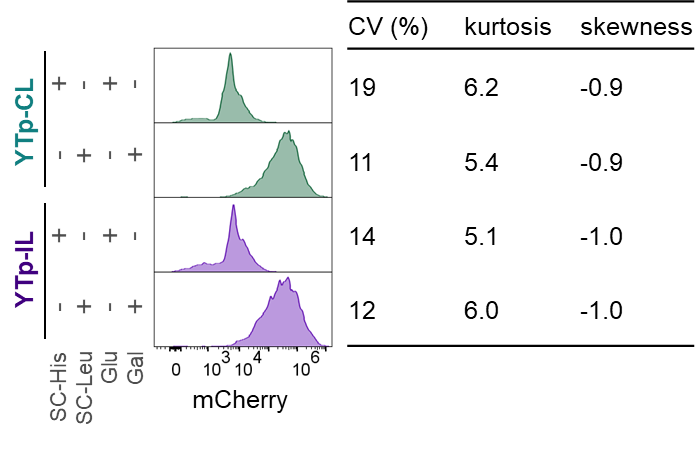 CV (%) kurtosis skewness
YTp-CL
+ - + - 19 6.2 -0.9
- + - + 11 5.4 -0.9
YTp-IL
+ - + - 14 5.1 -1.0
- + - + 12 6.0 -1.0
SC-His
SC-Leu
Glu
Gal
0 10³ 10⁴ 10⁶
mCherry